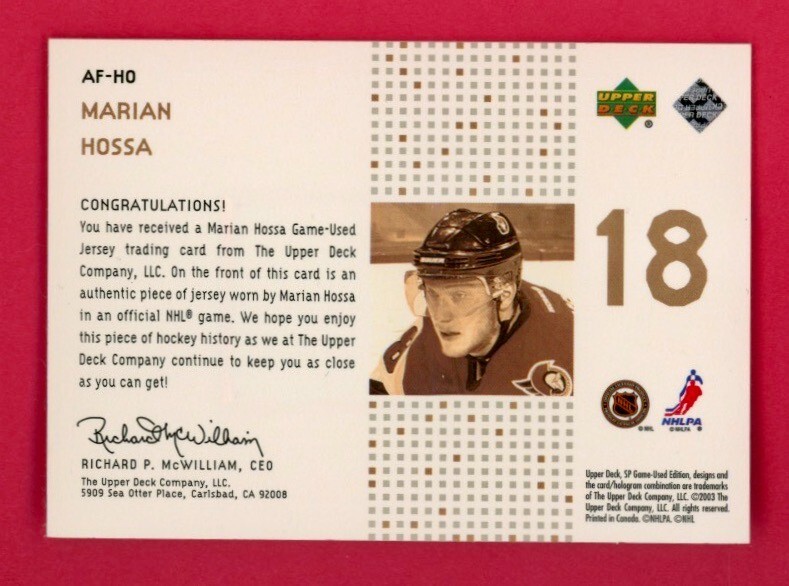 AF-HO
MARIAN
HOSSA
CONGRATULATIONS!
You have received a Marian Hossa Game-Used
Jersey trading card from The Upper Deck
Company, LLC. On the front of this card is an
authentic piece of jersey worn by Marian Hossa
in an official NHL® game. We hope you enjoy
this piece of hockey history as we at The Upper
Deck Company continue to keep you as close
as you can get!
Richard McWilliam
RICHARD P. McWILLIAM, CEO
The Upper Deck Company, LLC.
5909 Sea Otter Place, Carlsbad, CA 92008
UPPER
DECK
®
18
NHL
©NHL
NHLPA
©NHLPA ®
Upper Deck, SP Game-Used Edition, designs and
the card/hologram combination are trademarks
of The Upper Deck Company, LLC. ©2003 The
Upper Deck Company, LLC. All rights reserved.
Printed in Canada. ©NHLPA. ©NHL